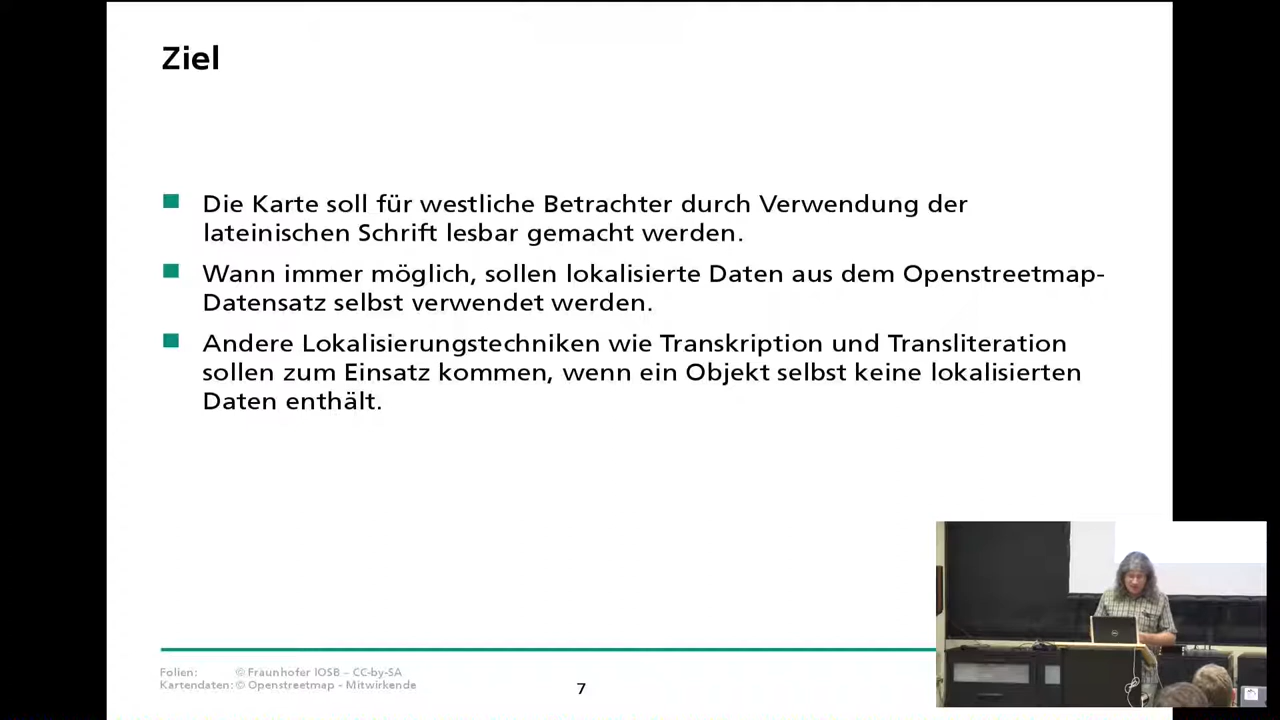 Ziel
Die Karte soll für westliche Betrachter durch Verwendung der
lateinischen Schrift lesbar gemacht werden.
Wann immer möglich, sollen lokalisierte Daten aus dem Openstreetmap-
Datensatz selbst verwendet werden.
Andere Lokalisierungstechniken wie Transkription und Transliteration
sollen zum Einsatz kommen, wenn ein Objekt selbst keine lokalisierten
Daten enthält.
Folien: © Fraunhofer IOSB – CC-by-SA
Kartendaten: © Openstreetmap - Mitwirkende
7